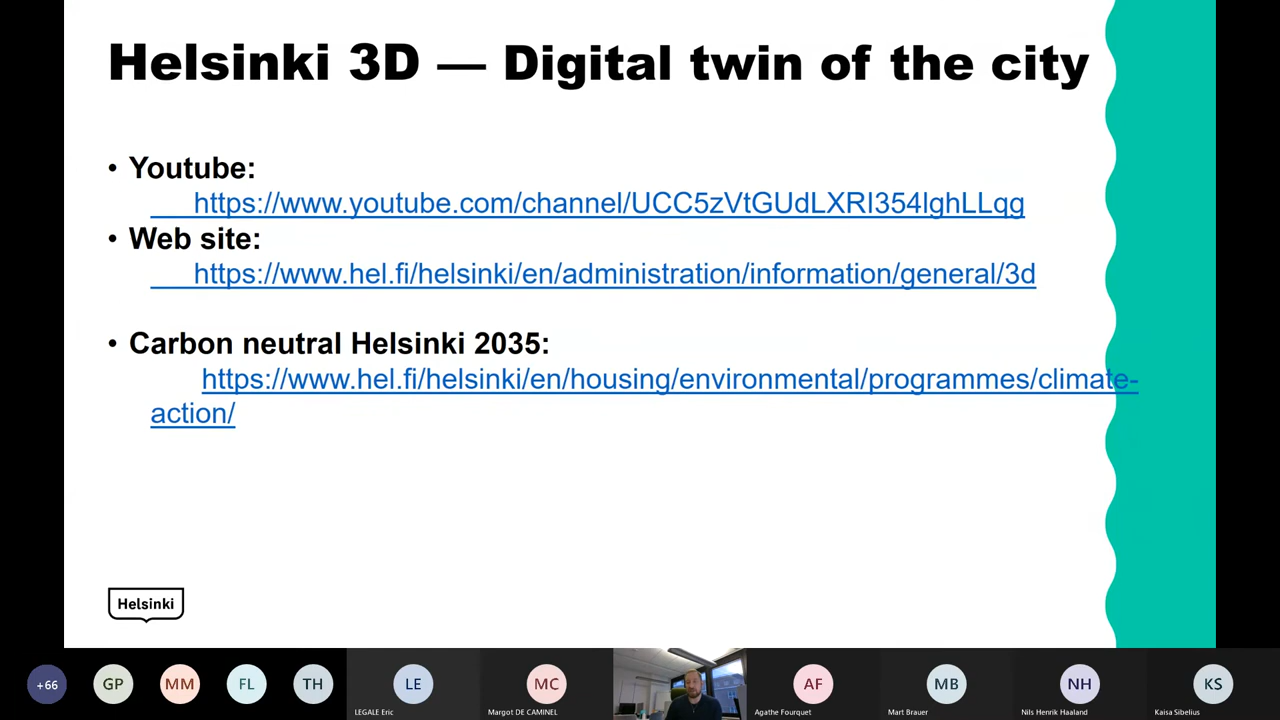 Helsinki 3D — Digital twin of the city
• Youtube:
https://www.youtube.com/channel/UCC5zVtGUdLXRI354lghLLqg
• Web site:
https://www.hel.fi/helsinki/en/administration/information/general/3d
• Carbon neutral Helsinki 2035:
https://www.hel.fi/helsinki/en/housing/environmental/programmes/climate-
action/
Helsinki
+66
GP
MM
FL
TH
LE
LEGALE Eric
MC
Margot DE CAMINEL
AF
Agathe Fourquet
MB
Mart Brauer
NH
Nils Henrik Haaland
KS
Kaisa Sibelius